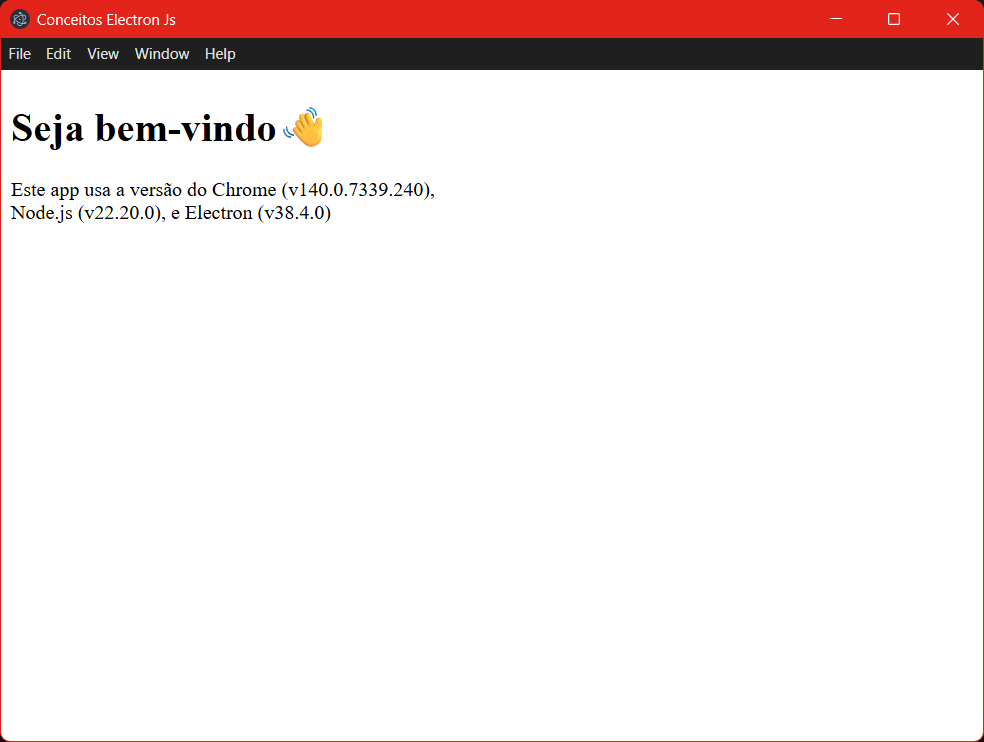 Conceitos Electron Js
File Edit View Window Help
Seja bem-vindo 👋
Este app usa a versão do Chrome (v140.0.7339.240),
Node.js (v22.20.0), e Electron (v38.4.0)